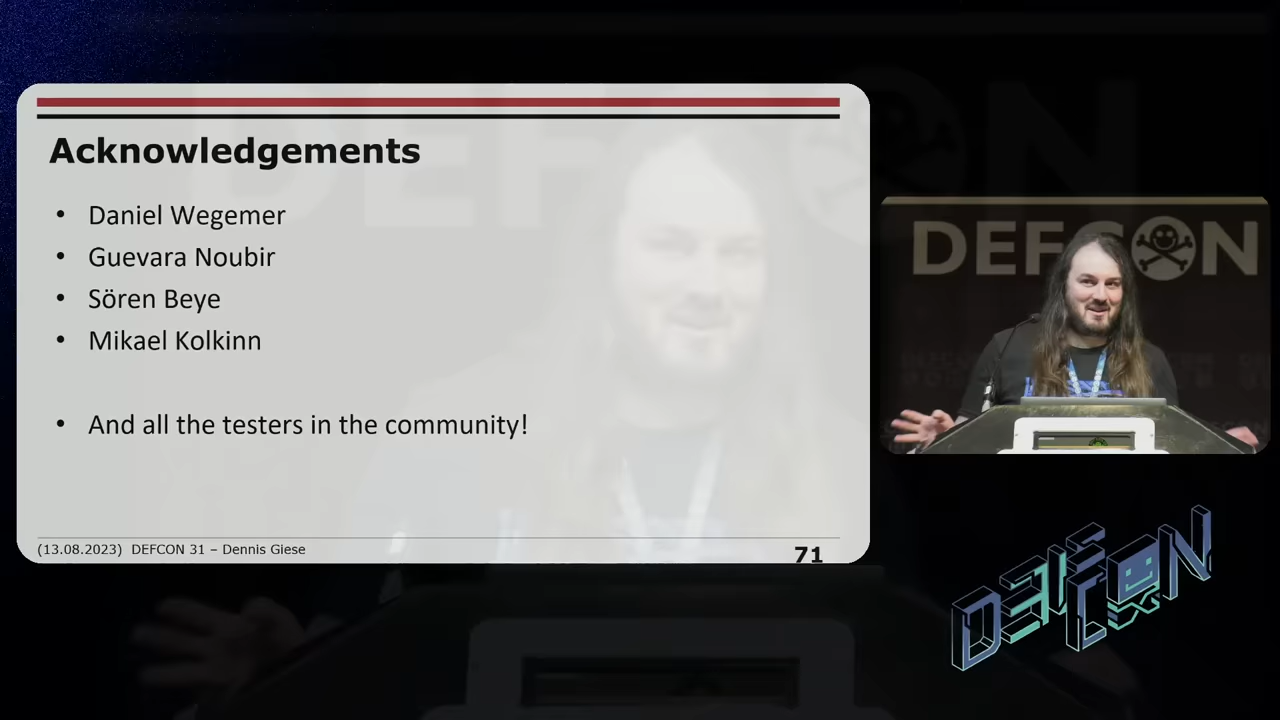 Acknowledgements
• Daniel Wegemer
• Guevara Noubir
• Sören Beye
• Mikael Kolkinn
• And all the testers in the community!
(13.08.2023) DEFCON 31 – Dennis Giese
71
DEFCON
DEFCON